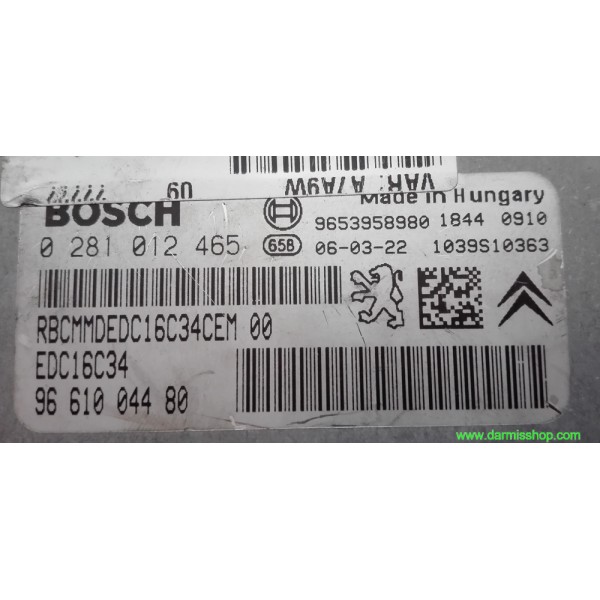 VAR: A7A9W
U9
BOSCH
Made in Hungary
9653958980 1844 0910
0 281 012 465 658 06-03-22 1039S10363
RBCMMDEDC16C34CEM 00
EDC16C34
96 610 044 80
www.darmisshop.com